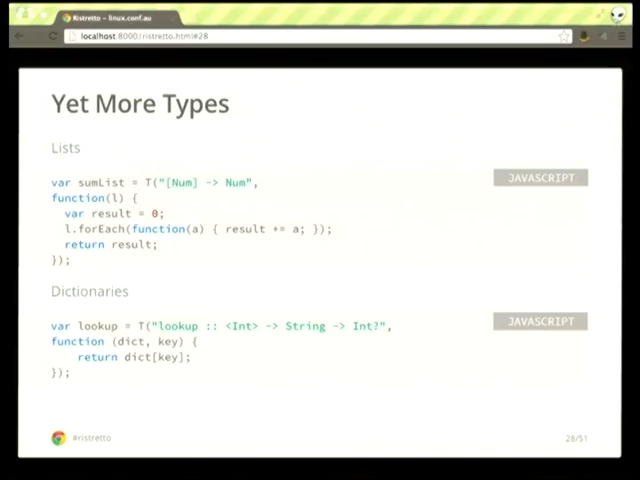 Ristretto - linux.conf.au
localhost:8000/ristretto.html#28
Yet More Types
Lists
JAVASCRIPT
var sumList = T("[Num] -> Num",
function(l) {
var result = 0;
l.forEach(function(a) { result += a; });
return result;
});
Dictionaries
JAVASCRIPT
var lookup = T("lookup :: <Int> -> String -> Int?",
function (dict, key) {
return dict[key];
});
#ristretto
28/51